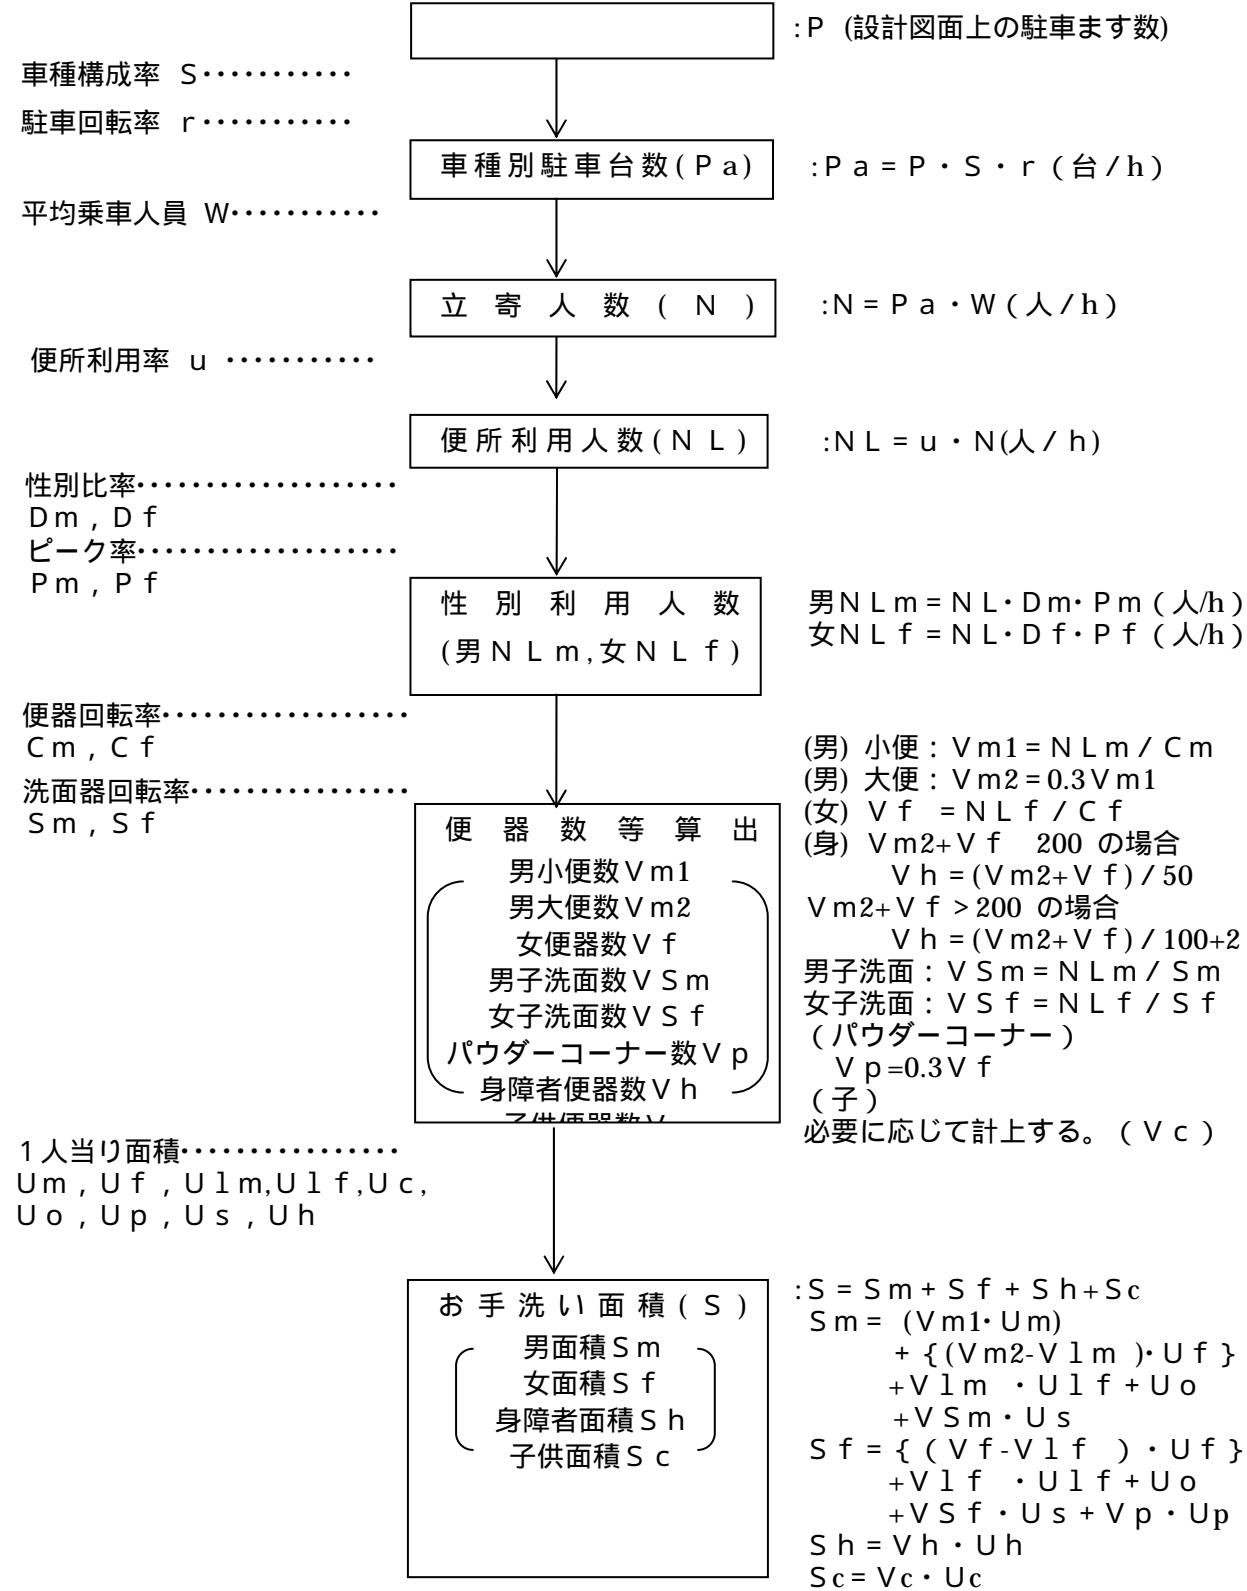 :Ｐ (設計図面上の駐車ます数)
車種構成率 Ｓ‥‥‥‥‥‥
駐車回転率 ｒ‥‥‥‥‥‥
車種別駐車台数(Ｐa)
:Ｐａ＝Ｐ・Ｓ・ｒ（台／h）
平均乗車人員 Ｗ‥‥‥‥‥‥
立寄人数(Ｎ)
:Ｎ＝Ｐａ・Ｗ（人／h）
便所利用率 ｕ ‥‥‥‥‥‥
便所利用人数(ＮＬ)
:ＮＬ＝ｕ・Ｎ(人／ｈ)
性別比率‥‥‥‥‥‥‥‥‥
Ｄｍ，Ｄｆ
ピーク率‥‥‥‥‥‥‥‥‥
Ｐｍ，Ｐｆ
性別利用人数
(男ＮＬｍ,女ＮＬｆ)
男ＮＬｍ＝ＮＬ・Ｄｍ・Ｐｍ（人/h）
女ＮＬｆ＝ＮＬ・Ｄｆ・Ｐｆ（人/h）
便器回転率‥‥‥‥‥‥‥‥‥
Ｃｍ，Ｃｆ
洗面器回転率‥‥‥‥‥‥‥‥
Ｓｍ，Ｓｆ
便器数等算出
男小便数Ｖｍ1
男大便数Ｖｍ2
女便器数Ｖｆ
男子洗面数ＶＳｍ
女子洗面数ＶＳｆ
パウダーコーナー数Ｖｐ
身障者便器数Ｖｈ
子供便器数Ｖ
(男) 小便：Ｖｍ1＝ＮＬｍ／Ｃｍ
(男) 大便：Ｖｍ2＝0.3Ｖｍ1
(女) Ｖｆ ＝ＮＬｆ／Ｃｆ
(身) Ｖｍ2+Ｖｆ 200 の場合
Ｖｈ＝(Ｖｍ2+Ｖｆ)／50
Ｖｍ2+Ｖｆ＞200 の場合
Ｖｈ＝(Ｖｍ2+Ｖｆ)／100+2
男子洗面：ＶＳｍ＝ＮＬｍ／Ｓｍ
女子洗面：ＶＳｆ＝ＮＬｆ／Ｓｆ
（パウダーコーナー）
Ｖｐ=0.3Ｖｆ
（子）
必要に応じて計上する。（Ｖｃ）
１人当り面積‥‥‥‥‥‥‥‥
Ｕｍ，Ｕｆ，Ｕｌｍ,Ｕｌｆ,Ｕｃ,
Ｕｏ，Ｕｐ，Ｕｓ，Ｕｈ
お手洗い面積(Ｓ)
男面積Ｓｍ
女面積Ｓｆ
身障者面積Ｓｈ
子供面積Ｓｃ
:Ｓ＝Ｓｍ＋Ｓｆ＋Ｓｈ+Ｓc
Ｓｍ＝ (Ｖｍ1・Ｕｍ)
＋｛(Ｖｍ2-Ｖｌｍ )・Ｕｆ｝
+Ｖｌｍ ・Ｕｌｆ＋Ｕｏ
+ＶＳｍ・Ｕｓ
Ｓｆ＝｛（Ｖf-Ｖｌｆ ）・Ｕf｝
+Ｖｌｆ ・Ｕｌｆ＋Ｕｏ
+ＶＳｆ・Ｕｓ＋Ｖｐ・Ｕp
Ｓｈ＝Ｖｈ・Ｕｈ
Ｓc＝Ｖc・Ｕc